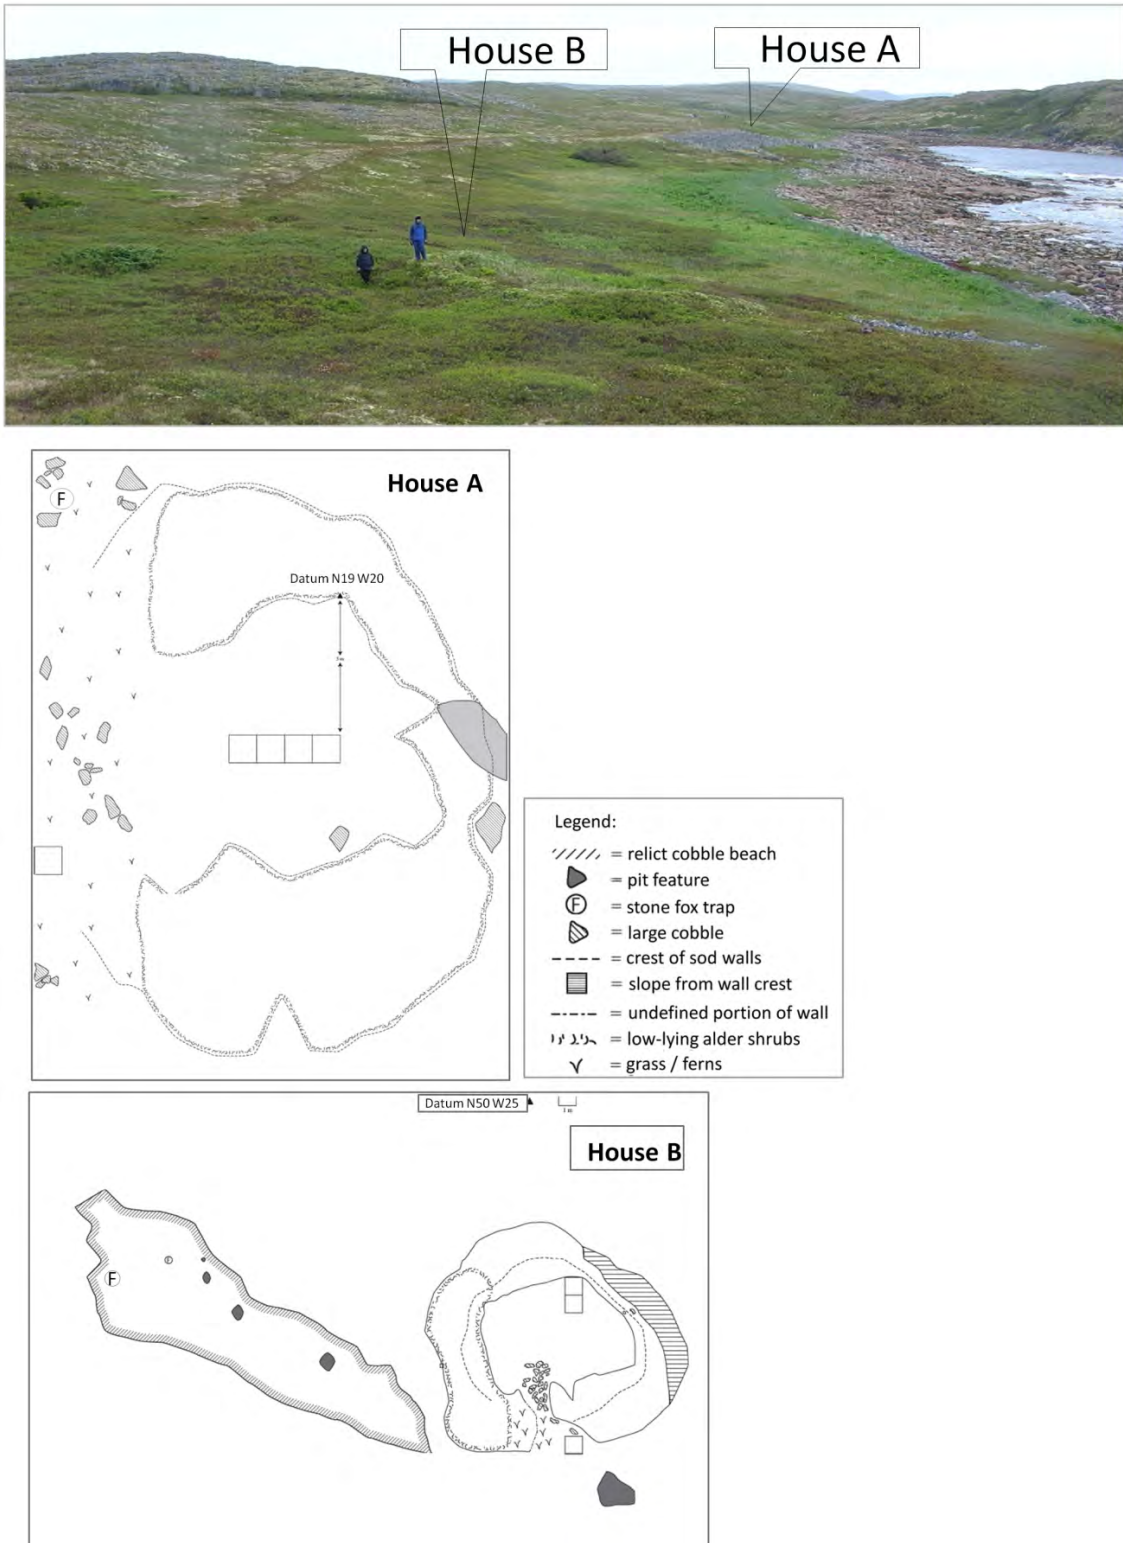 House B
House A
House A
F
Datum N19 W20
Legend:
= relict cobble beach
= pit feature
F = stone fox trap
= large cobble
= crest of sod walls
= slope from wall crest
= undefined portion of wall
= low-lying alder shrubs
= grass / ferns
Datum N50 W25
House B
F